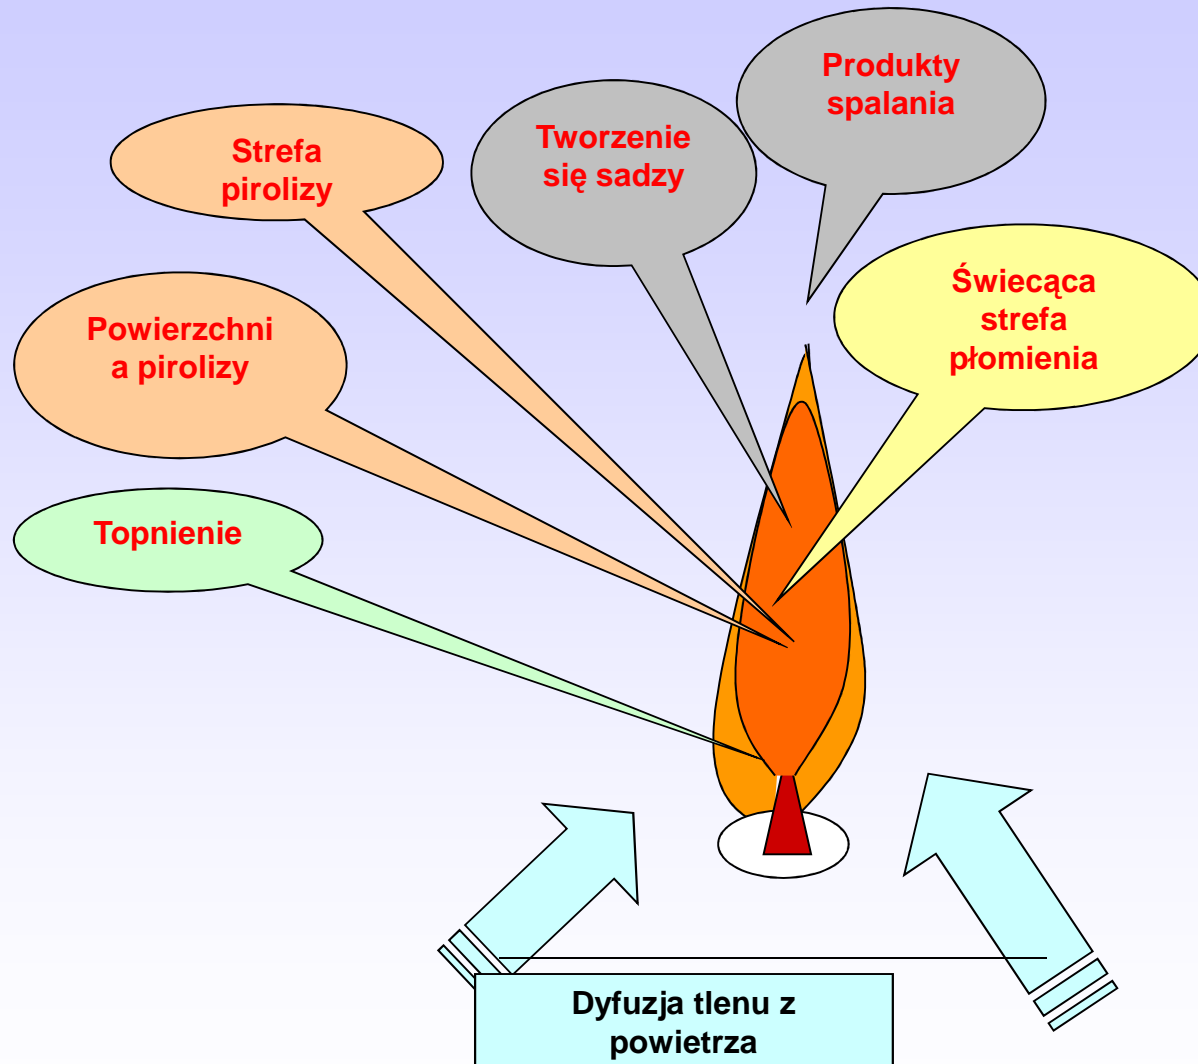 Produkty
spalania
Tworzenie
się sadzy
Strefa
pirolizy
Świecąca
strefa
płomienia
Powierzchni
a pirolizy
Topnienie
Dyfuzja tlenu z
powietrza